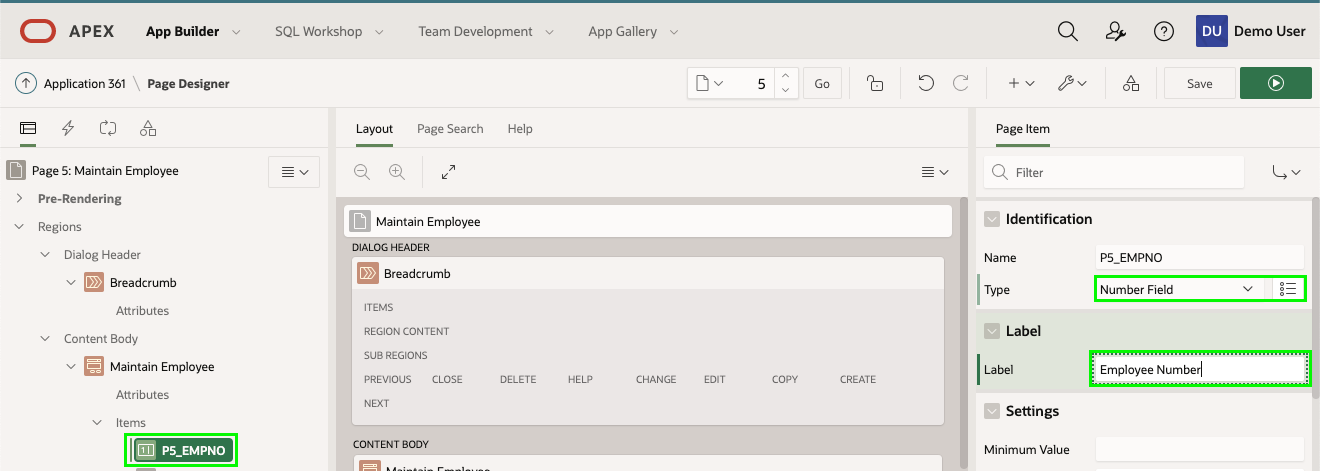 APEX App Builder SQL Workshop Team Development App Gallery DU Demo User
Application 361 \ Page Designer 5 Go Save
Layout Page Search Help Page Item
Page 5: Maintain Employee
Pre-Rendering
Regions
Dialog Header
Breadcrumb
Attributes
Content Body
Maintain Employee
Attributes
Items
P5_EMPNO
Maintain Employee
DIALOG HEADER
Breadcrumb
ITEMS
REGION CONTENT
SUB REGIONS
PREVIOUS CLOSE DELETE HELP CHANGE EDIT COPY CREATE
NEXT
CONTENT BODY
Maintain Employee
Filter
Identification
Name P5_EMPNO
Type Number Field
Label
Label Employee Number
Settings
Minimum Value